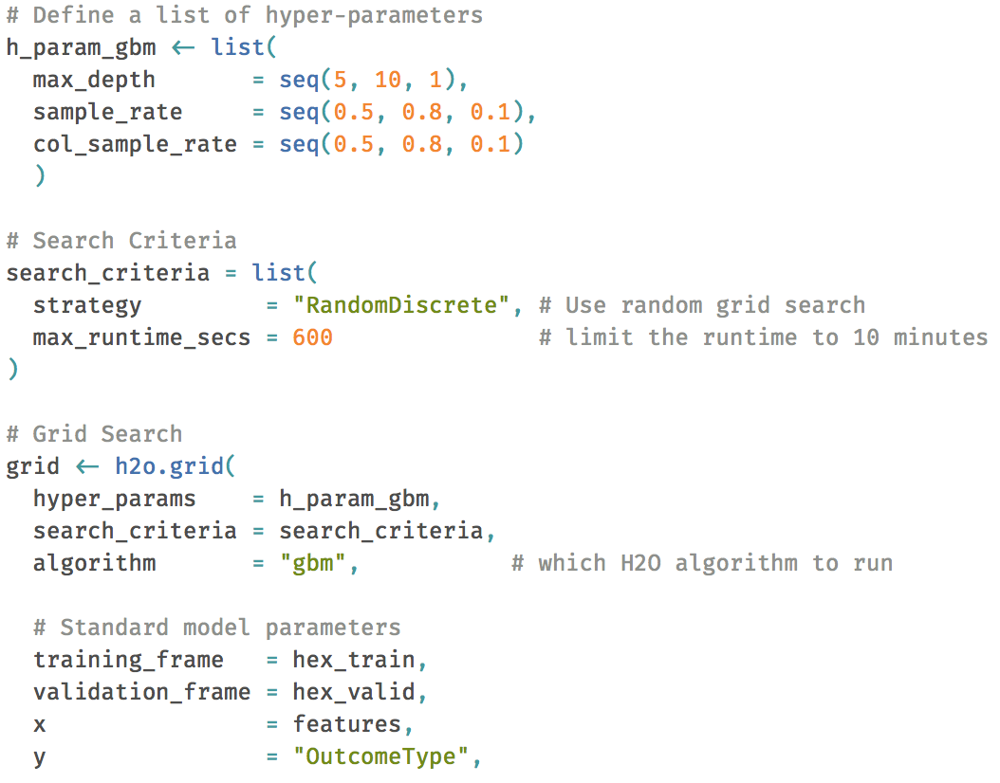 # Define a list of hyper-parameters
h_param_gbm <- list(
  max_depth       = seq(5, 10, 1),
  sample_rate     = seq(0.5, 0.8, 0.1),
  col_sample_rate = seq(0.5, 0.8, 0.1)
  )

# Search Criteria
search_criteria = list(
  strategy         = "RandomDiscrete", # Use random grid search
  max_runtime_secs = 600               # limit the runtime to 10 minutes
)

# Grid Search
grid <- h2o.grid(
  hyper_params    = h_param_gbm,
  search_criteria = search_criteria,
  algorithm       = "gbm",           # which H2O algorithm to run

  # Standard model parameters
  training_frame   = hex_train,
  validation_frame = hex_valid,
  x                = features,
  y                = "OutcomeType",